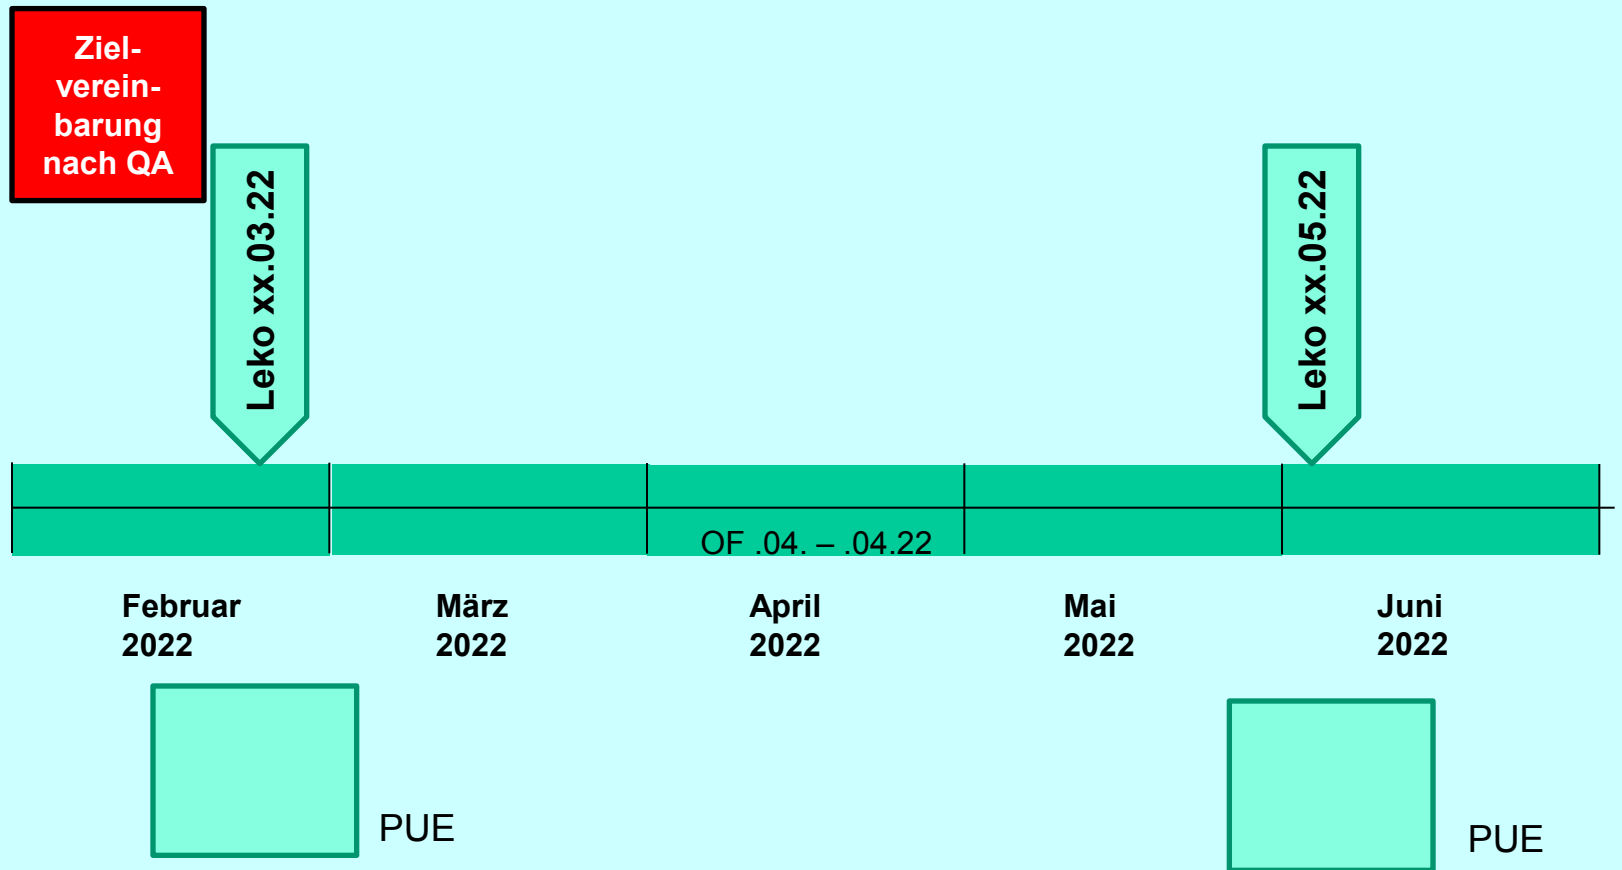 Ziel-
verein-
barung
nach QA
Leko xx.03.22
Leko xx.05.22
OF .04. – .04.22
Februar
2022
März
2022
April
2022
Mai
2022
Juni
2022
PUE
PUE